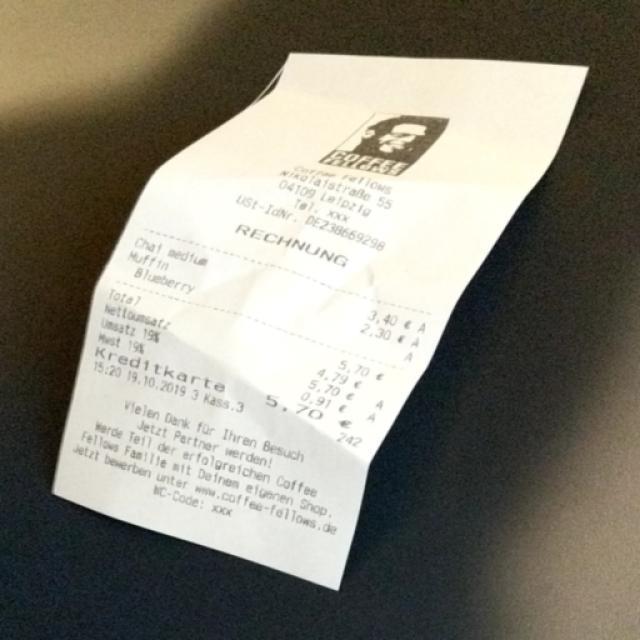 COFFEE
Coffee Fellows
Nikolaistraße 55
04109 Leipzig
Tel. xxx
USt-IdNr. DE238669298
RECHNUNG
Chai medium 3,40 € A
Muffin 2,30 € A
Blueberry A
Total 5,70 €
Nettoumsatz 4,79 €
Umsatz 19% 5,70 € A
Mwst 19% 0,91 € A
Kreditkarte 5,70 €
15:20 19.10.2019 3 Kass.3 242
Vielen Dank für Ihren Besuch
Jetzt Partner werden!
Werde Teil der erfolgreichen Coffee
Fellows Familie mit Deinem eigenen Shop.
Jetzt bewerben unter www.coffee-fellows.de
WC-Code: xxx